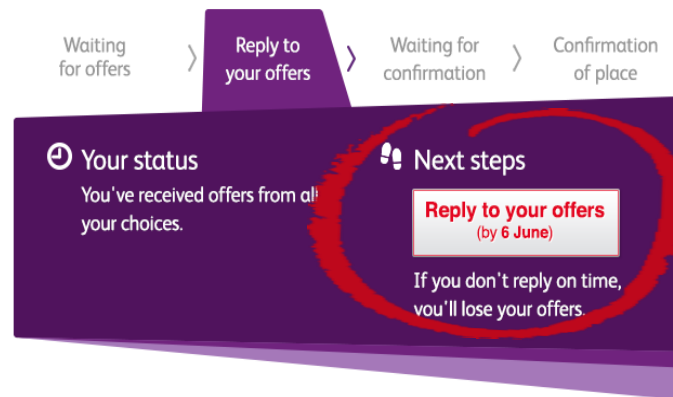 Waiting
for offers
Reply to
your offers
Waiting for
confirmation
Confirmation
of place
Your status
You've received offers from all
your choices.
Next steps
Reply to your offers
(by 6 June)
If you don't reply on time,
you'll lose your offers.